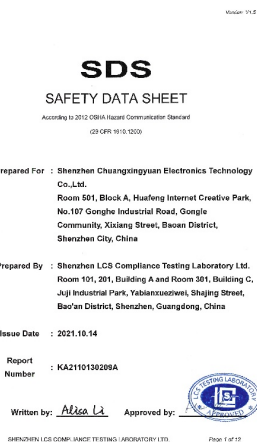 Version: V1.5
SDS
SAFETY DATA SHEET
According to 2012 OSHA Hazard Communication Standard
(29 CFR 1910.1200)
Prepared For : Shenzhen Chuangxingyuan Electronics Technology
Co.,Ltd.
Room 501, Block A, Huafeng Internet Creative Park,
No.107 Gonghe Industrial Road, Gongle
Community, Xixiang Street, Baoan District,
Shenzhen City, China
Prepared By : Shenzhen LCS Compliance Testing Laboratory Ltd.
Room 101, 201, Building A and Room 301, Building C,
Juji Industrial Park, Yabianxueziwei, Shajing Street,
Bao'an District, Shenzhen, Guangdong, China
Issue Date : 2021.10.14
Report
Number : KA2110130209A
Written by: Alisa Li Approved by:
LCS TESTING LABORATORY
APPROVED
SHENZHEN LCS COMPLIANCE TESTING LABORATORY LTD. Page 1 of 12